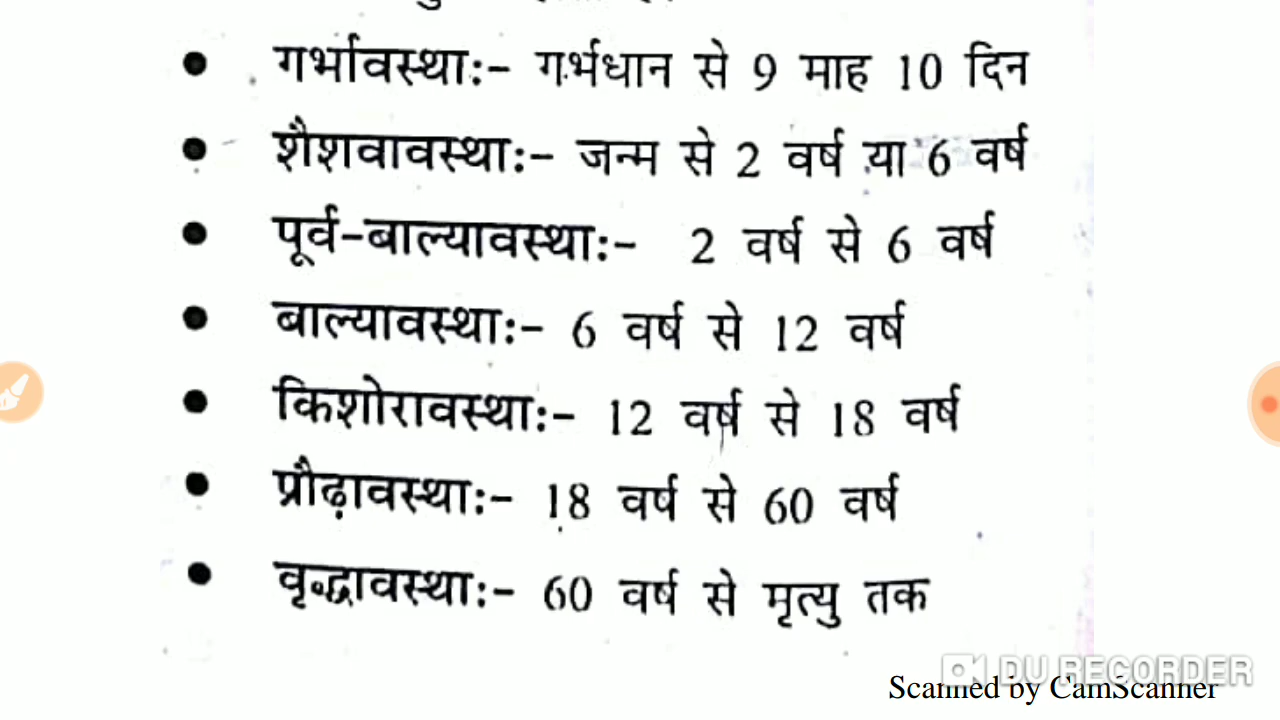 • गर्भावस्थाः- गर्भधान से 9 माह 10 दिन
• शैशवावस्थाः- जन्म से 2 वर्ष या 6 वर्ष
• पूर्व-बाल्यावस्थाः- 2 वर्ष से 6 वर्ष
• बाल्यावस्थाः- 6 वर्ष से 12 वर्ष
• किशोरावस्थाः- 12 वर्ष से 18 वर्ष
• प्रौढ़ावस्थाः- 18 वर्ष से 60 वर्ष
• वृद्धावस्थाः- 60 वर्ष से मृत्यु तक
DU RECORDER
Scanned by CamScanner